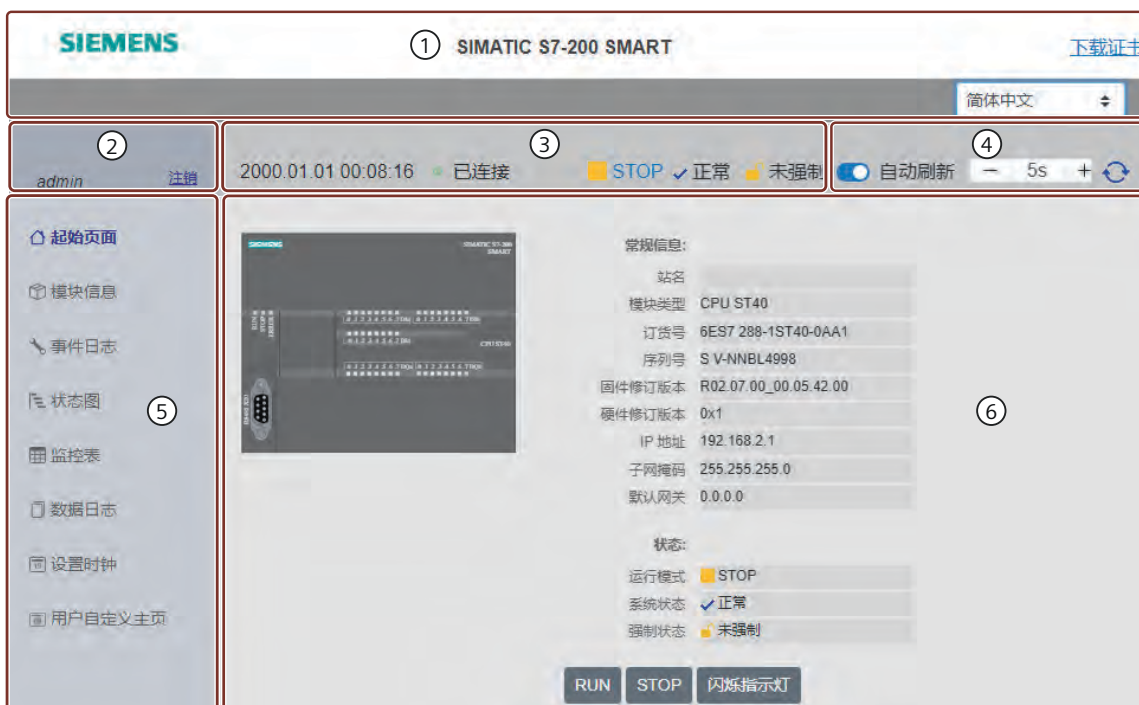 SIEMENS
① SIMATIC S7-200 SMART
下载证书
简体中文
②
③
④
admin 注销
2000.01.01 00:08:16 已连接 STOP 正常 未强制
自动刷新 − 5s +
起始页面
模块信息
事件日志
状态图
监控表
数据日志
设置时钟
用户自定义主页
⑤
SIEMENS
SIMATIC S7-200
SMART
CPU ST40
常规信息:
站名
模块类型 CPU ST40
订货号 6ES7 288-1ST40-0AA1
序列号 S V-NNBL4998
固件修订版本 R02.07.00_00.05.42.00
硬件修订版本 0x1
IP 地址 192.168.2.1
子网掩码 255.255.255.0
默认网关 0.0.0.0
状态:
运行模式 STOP
系统状态 正常
强制状态 未强制
RUN STOP 闪烁指示灯
⑥